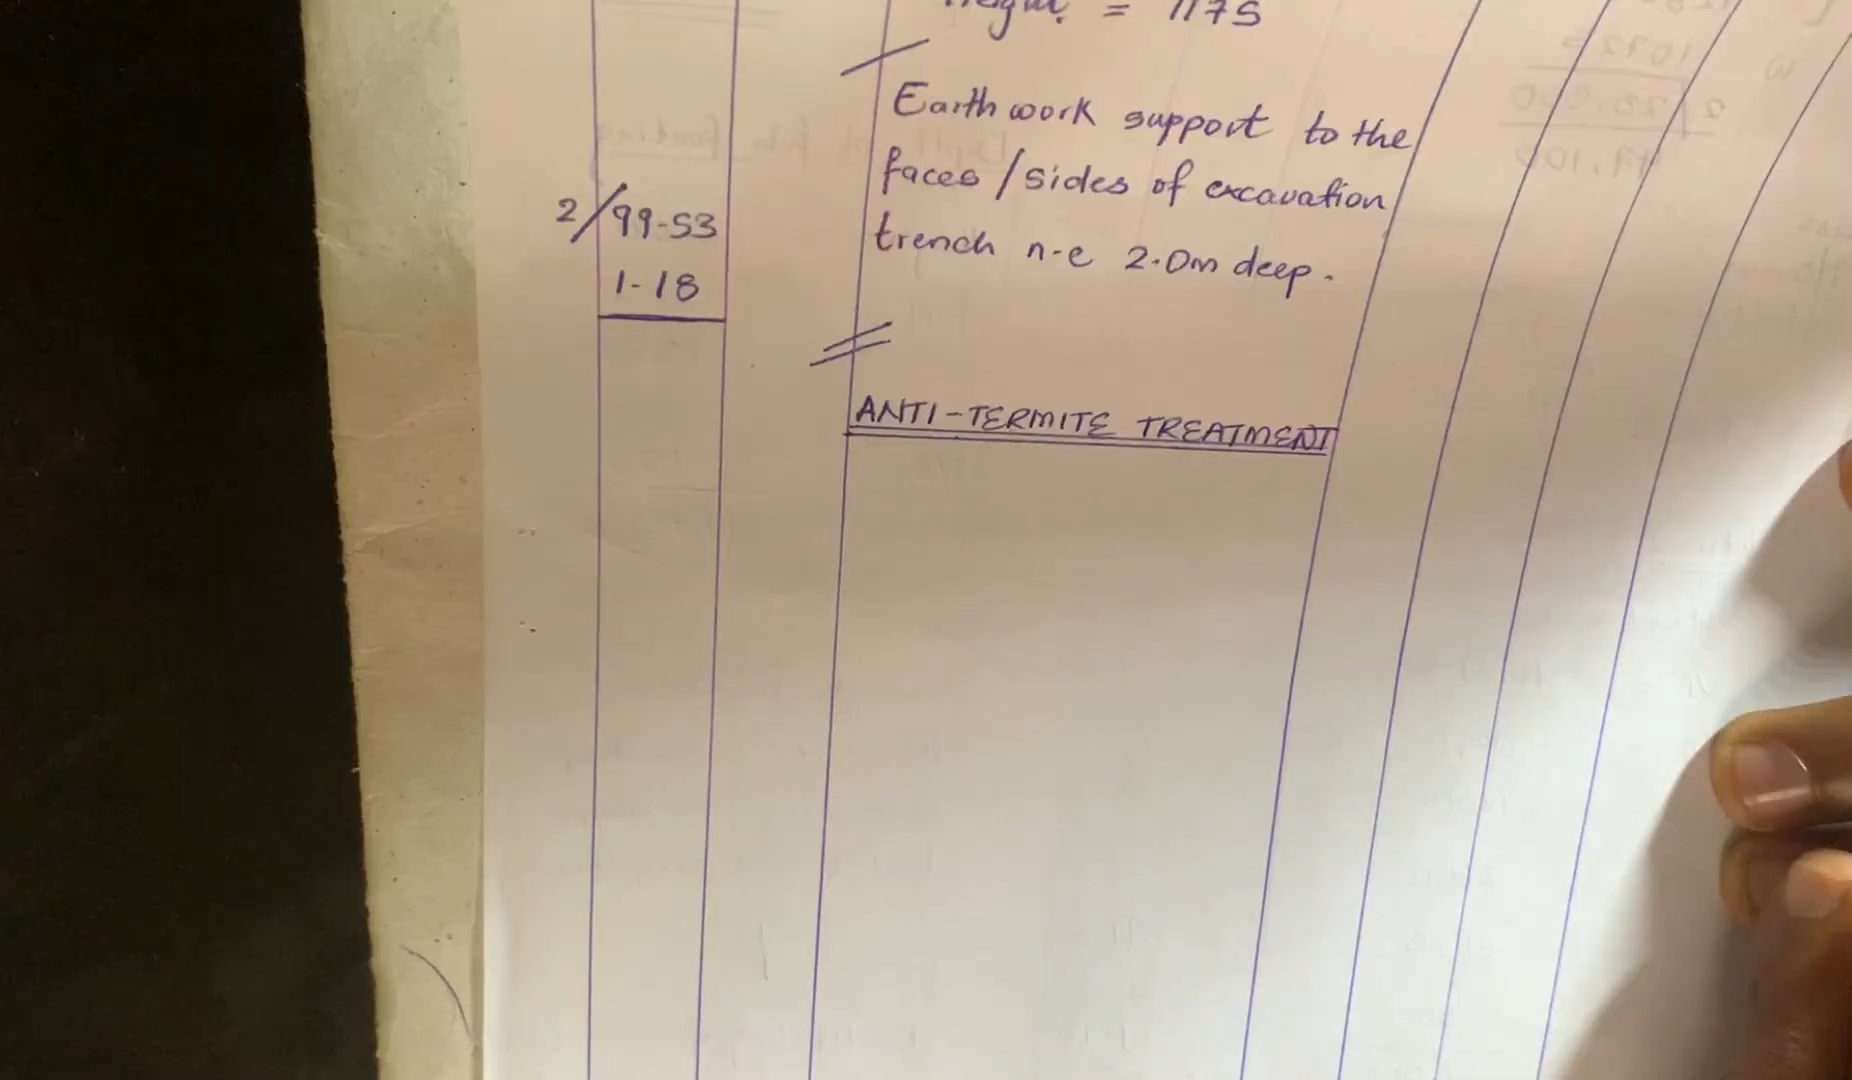 = 1175
Earthwork support to the
faces/sides of excavation
2/99-53
trench n-e 2.0m deep.
1-18
ANTI-TERMITE TREATMENT